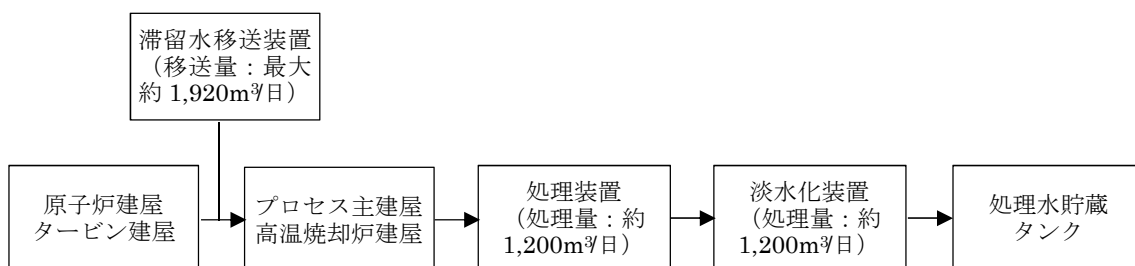 滞留水移送装置
（移送量：最大
約 1,920m³/日）
原子炉建屋
タービン建屋
プロセス主建屋
高温焼却炉建屋
処理装置
（処理量：約
1,200m³/日）
淡水化装置
（処理量：約
1,200m³/日）
処理水貯蔵
タンク